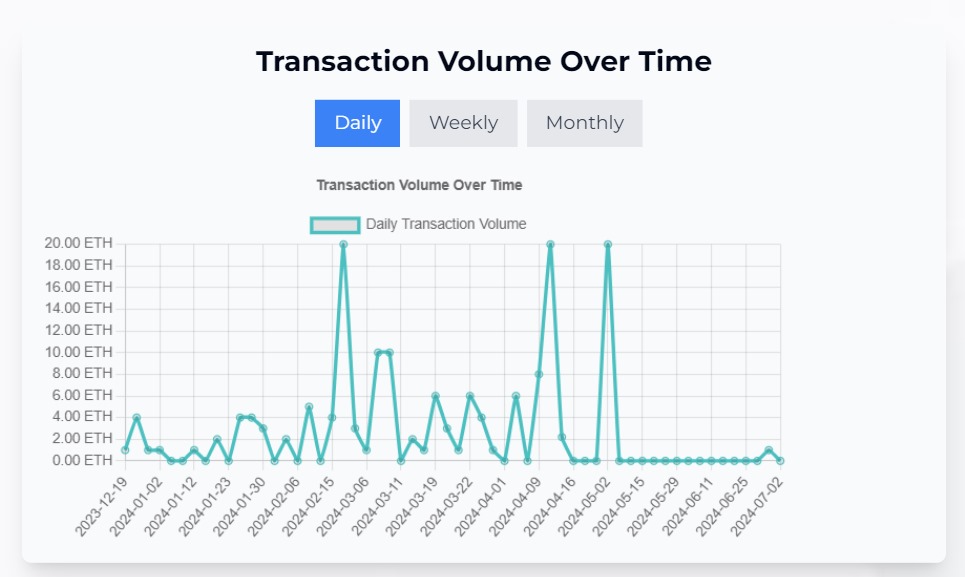 Transaction Volume Over Time
Daily Weekly Monthly
Transaction Volume Over Time
Daily Transaction Volume
20.00 ETH
18.00 ETH
16.00 ETH
14.00 ETH
12.00 ETH
10.00 ETH
8.00 ETH
6.00 ETH
4.00 ETH
2.00 ETH
0.00 ETH
2023-12-19
2024-01-02
2024-01-12
2024-01-23
2024-01-30
2024-02-06
2024-02-15
2024-03-06
2024-03-11
2024-03-19
2024-03-22
2024-04-01
2024-04-09
2024-04-16
2024-05-02
2024-05-15
2024-05-29
2024-06-11
2024-06-25
2024-07-02